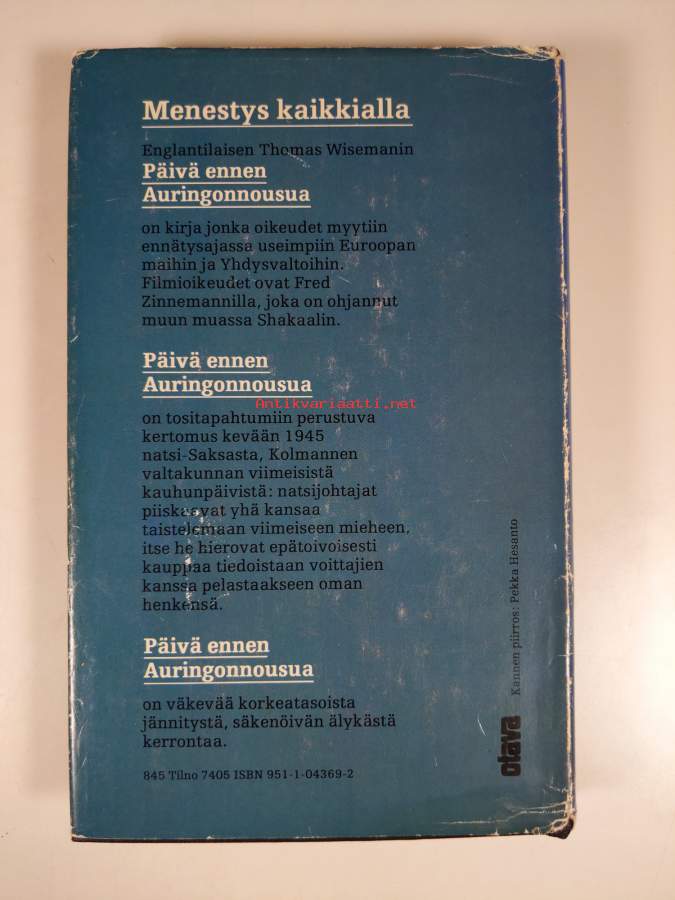 Menestys kaikkialla
Englantilaisen Thomas Wisemanin
Päivä ennen
Auringonnousua
on kirja jonka oikeudet myytiin
ennätysajassa useimpiin Euroopan
maihin ja Yhdysvaltoihin.
Filmioikeudet ovat Fred
Zinnemannilla, joka on ohjannut
muun muassa Shakaalin.
Päivä ennen
Auringonnousua
Antikvariaatti.net
on tositapahtumiin perustuva
kertomus kevään 1945
natsi-Saksasta, Kolmannen
valtakunnan viimeisistä
kauhunpäivistä: natsijohtajat
piiskaavat yhä kansaa
taistelemaan viimeiseen mieheen,
itse he hierovat epätoivoisesti
kauppaa tiedoistaan voittajien
kanssa pelastaakseen oman
henkensä.
Päivä ennen
Auringonnousua
on väkevää korkeatasoista
jännitystä, säkenöivän älykästä
kerrontaa.
845 Tilno 7405 ISBN 951-1-04369-2
otava
Kannen piirros: Pekka Hesanto